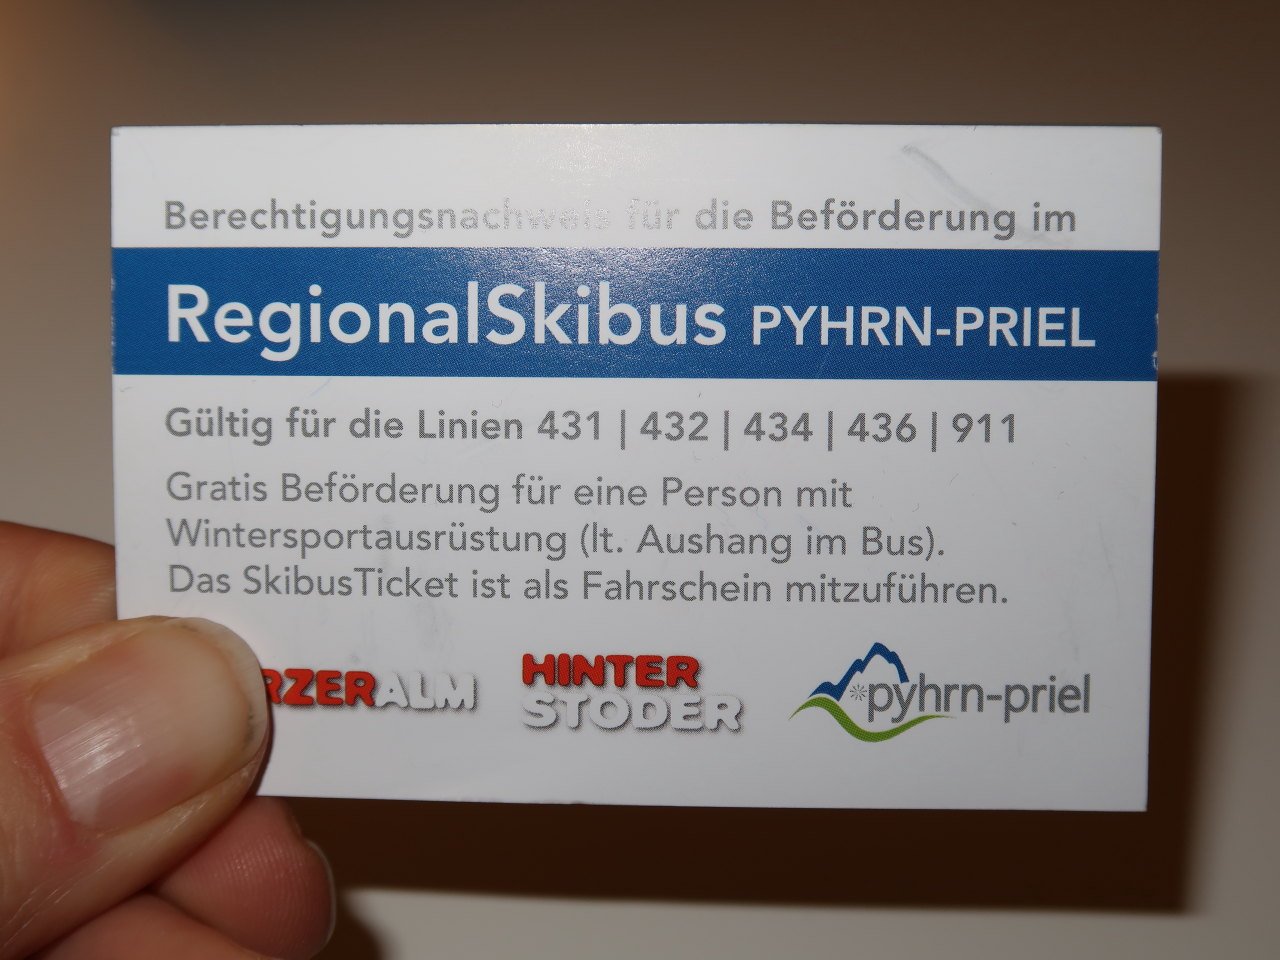 Berechtigungsnachweis für die Beförderung im
RegionalSkibus PYHRN-PRIEL
Gültig für die Linien 431 | 432 | 434 | 436 | 911
Gratis Beförderung für eine Person mit
Wintersportausrüstung (lt. Aushang im Bus).
Das SkibusTicket ist als Fahrschein mitzuführen.
RZERALM
HINTER
STODER
pyhrn-priel